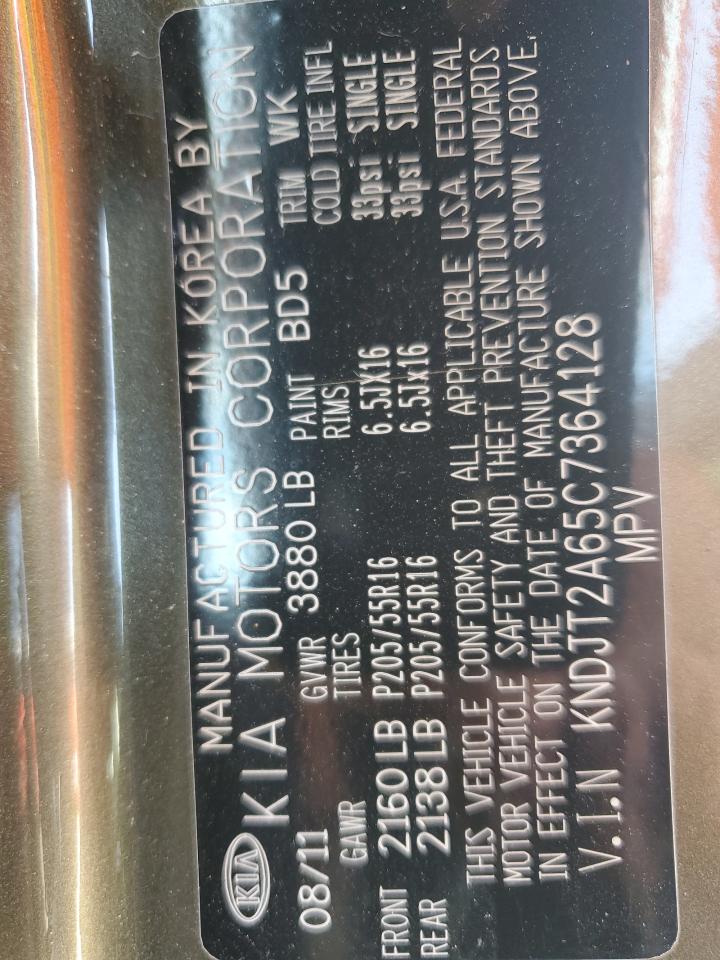 MANUFACTURED IN KOREA BY
KIA KIA MOTORS CORPORATION
08/11 GVWR 3880 LB PAINT BD5 TRIM WK
GAWR TIRES RIMS COLD TIRE INFL
FRONT 2160 LB P205/55R16 6.5JX16 33psi SINGLE
REAR 2138 LB P205/55R16 6.5Jx16 33psi SINGLE
THIS VEHICLE CONFORMS TO ALL APPLICABLE U.S.A. FEDERAL
MOTOR VEHICLE SAFETY AND THEFT PREVENTION STANDARDS
IN EFFECT ON THE DATE OF MANUFACTURE SHOWN ABOVE.
V.I.N KNDJT2A65C7364128
MPV